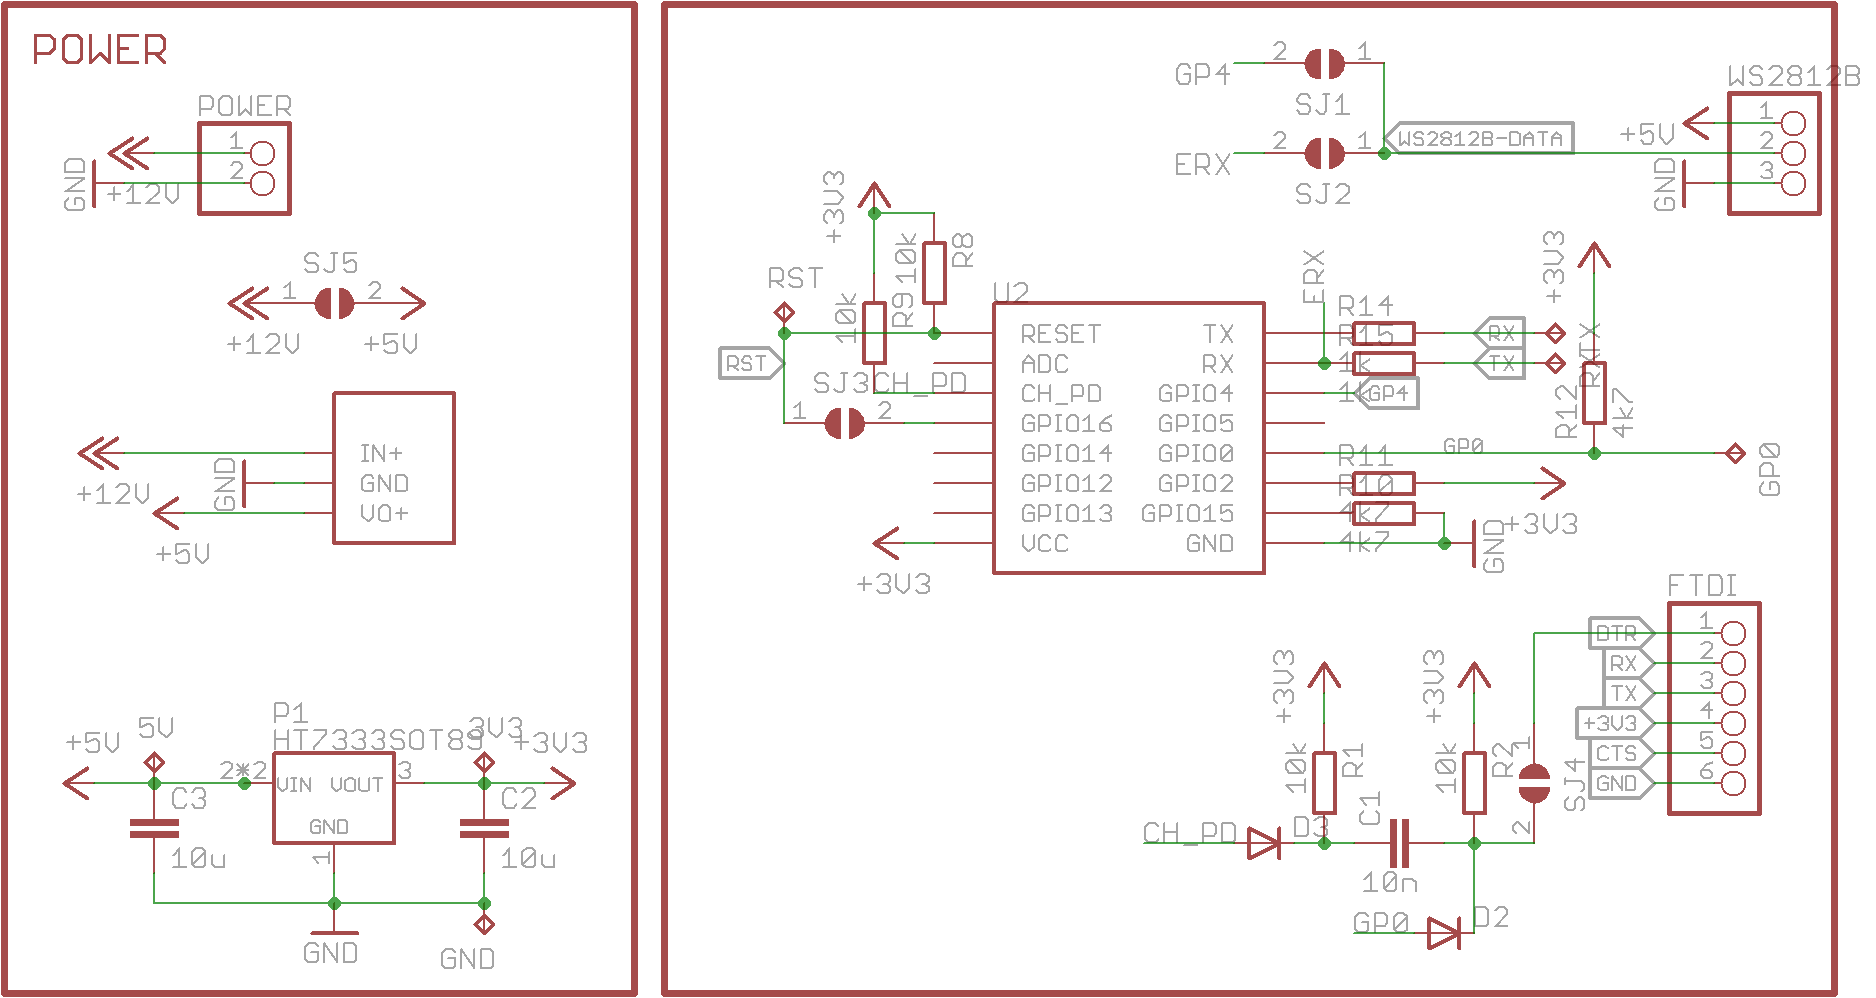 POWER
POWER
1
2
GND
+12V
SJ5
1
2
+12V
+5V
IN+
GND
VO+
+12V
GND
+5V
P1
HT7333SOT89
+5V
5V
2*2
VIN
VOUT
3
3V3
+3V3
C3
C2
GND
1
10u
10u
GND
GND
GP4
2
1
SJ1
ERX
2
1
SJ2
WS2812B-DATA
WS2812B
+5V
1
2
3
GND
+3V3
10k
R8
RST
10k
R9
RST
SJ3
CH_PD
1
2
U2
RESET
ADC
CH_PD
GPIO16
GPIO14
GPIO12
GPIO13
VCC
TX
RX
GPIO4
GPIO5
GPIO0
GPIO2
GPIO15
GND
+3V3
ERX
R14
R15
1k
1k
RX
TX
GP4
RX
TX
+3V3
R12
4k7
GP0
GP0
R11
R10
4k7
4k7
+3V3
GND
FTDI
DTR
1
RX
2
TX
3
+3V3
4
CTS
5
GND
6
+3V3
10k
R1
+3V3
10k
R2
1
SJ4
2
CH_PD
D3
C1
10n
GP0
D2